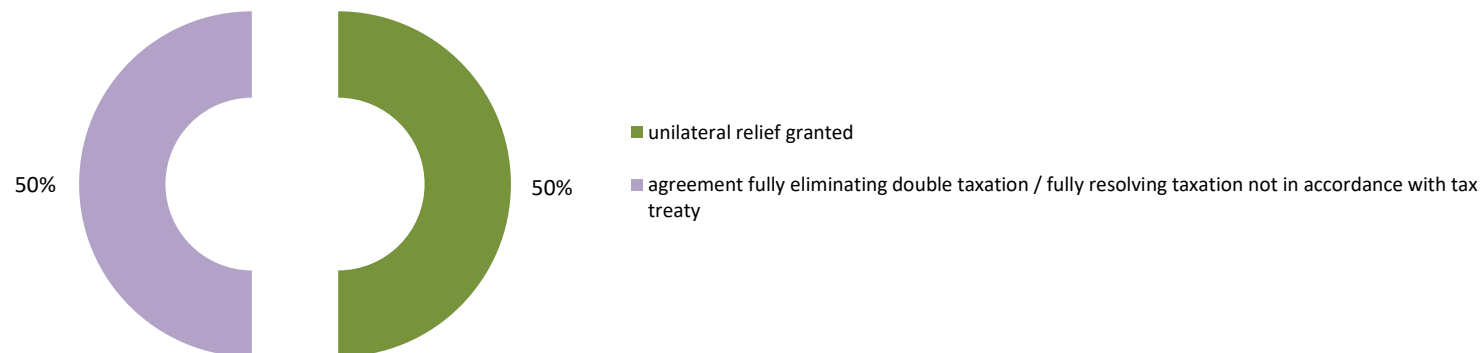 unilateral relief granted
50%
50%
agreement fully eliminating double taxation / fully resolving taxation not in accordance with tax
treaty